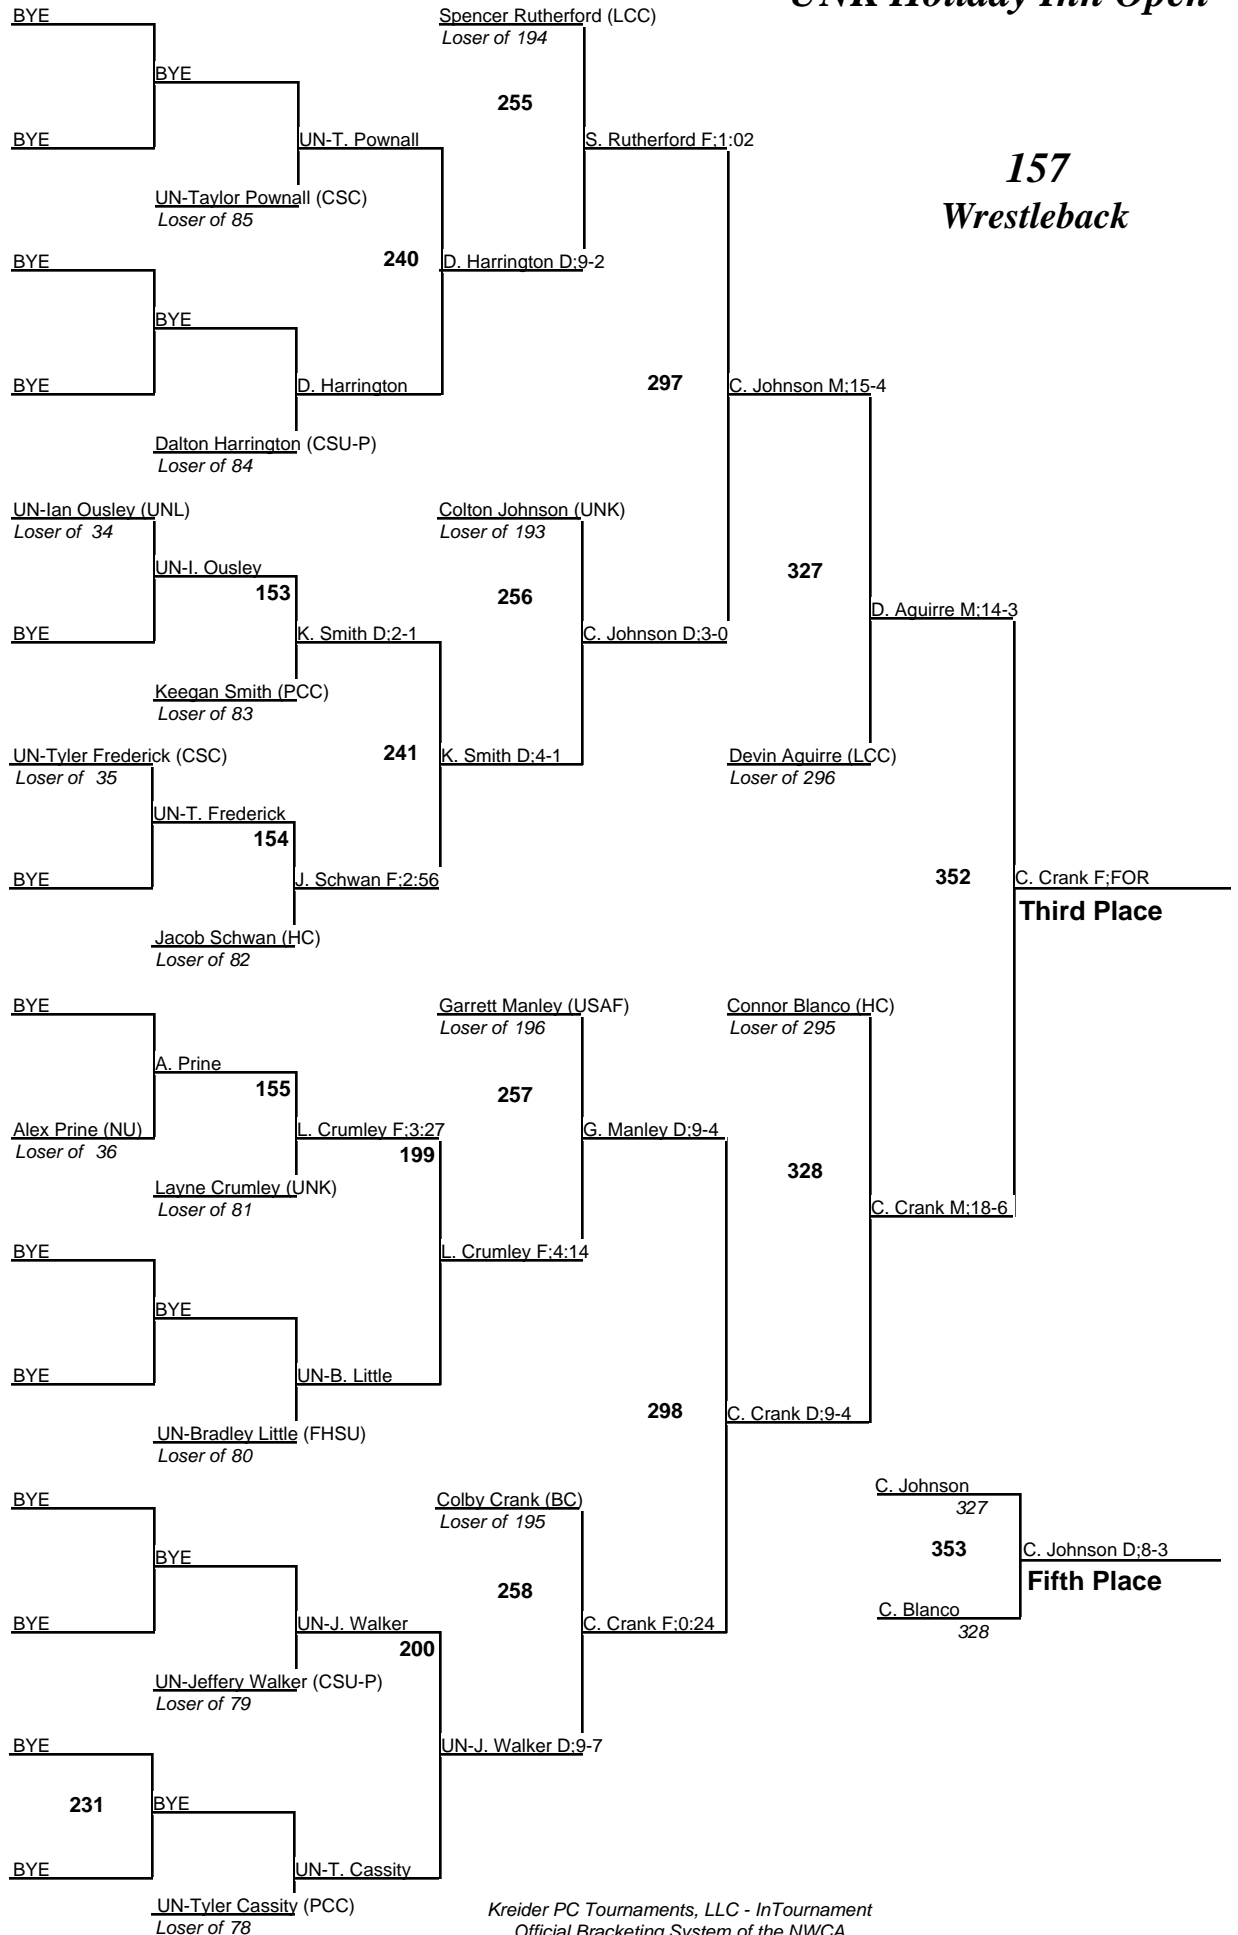 UNK Holiday Inn Open
BYE
Spencer Rutherford (LCC)
Loser of 194
BYE
255
BYE
UN-T. Pownall
S. Rutherford F;1:02
157
Wrestleback
UN-Taylor Pownall (CSC)
Loser of 85
BYE
240
D. Harrington D;9-2
BYE
BYE
D. Harrington
297
C. Johnson M;15-4
Dalton Harrington (CSU-P)
Loser of 84
UN-Ian Ousley (UNL)
Loser of 34
Colton Johnson (UNK)
Loser of 193
UN-I. Ousley
153
256
327
D. Aguirre M;14-3
BYE
K. Smith D;2-1
C. Johnson D;3-0
Keegan Smith (PCC)
Loser of 83
UN-Tyler Frederick (CSC)
Loser of 35
241
K. Smith D;4-1
Devin Aguirre (LCC)
Loser of 296
UN-T. Frederick
154
BYE
J. Schwan F;2:56
352
C. Crank F;FOR
Third Place
Jacob Schwan (HC)
Loser of 82
BYE
Garrett Manley (USAF)
Loser of 196
Connor Blanco (HC)
Loser of 295
A. Prine
155
257
Alex Prine (NU)
Loser of 36
L. Crumley F;3:27
199
G. Manley D;9-4
328
Layne Crumley (UNK)
Loser of 81
C. Crank M;18-6
BYE
L. Crumley F;4:14
BYE
BYE
UN-B. Little
298
C. Crank D;9-4
UN-Bradley Little (FHSU)
Loser of 80
BYE
Colby Crank (BC)
Loser of 195
C. Johnson
327
BYE
258
353
C. Johnson D;8-3
Fifth Place
BYE
UN-J. Walker
200
C. Crank F;0:24
C. Blanco
328
UN-Jeffery Walker (CSU-P)
Loser of 79
BYE
UN-J. Walker D;9-7
231
BYE
BYE
UN-T. Cassity
UN-Tyler Cassity (PCC)
Loser of 78
Kreider PC Tournaments, LLC - InTournament
Official Bracketing System of the NWCA